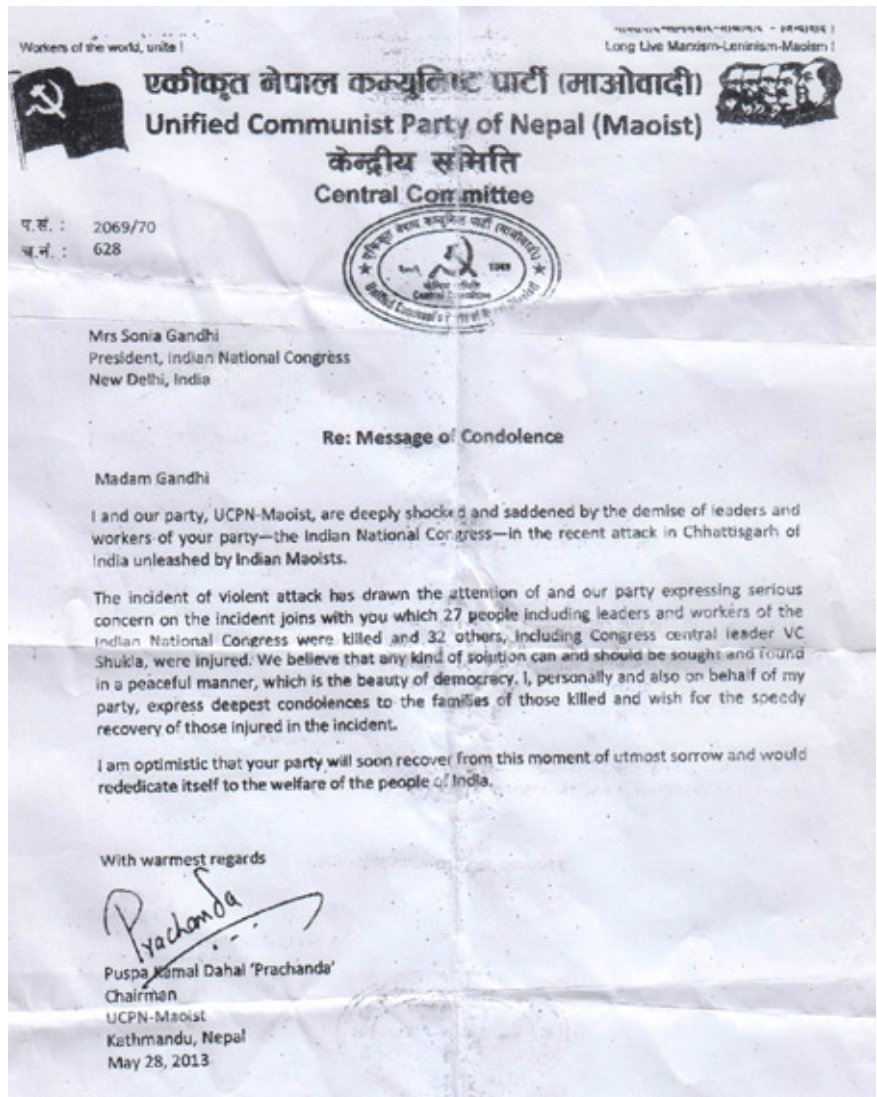 Workers of the world, unite !
Long Live Marxism-Leninism-Maoism !
एकीकृत नेपाल कम्युनिष्ट पार्टी (माओवादी)
Unified Communist Party of Nepal (Maoist)
केन्द्रीय समिति
Central Committee
प.सं. : 2069/70
च.नं. : 628
Mrs Sonia Gandhi
President, Indian National Congress
New Delhi, India
Re: Message of Condolence
Madam Gandhi
I and our party, UCPN-Maoist, are deeply shocked and saddened by the demise of leaders and
workers of your party—the Indian National Congress—in the recent attack in Chhattisgarh of
India unleashed by Indian Maoists.
The incident of violent attack has drawn the attention of and our party expressing serious
concern on the incident joins with you which 27 people including leaders and workers of the
Indian National Congress were killed and 32 others, including Congress central leader VC
Shukla, were injured. We believe that any kind of solution can and should be sought and found
in a peaceful manner, which is the beauty of democracy. I, personally and also on behalf of my
party, express deepest condolences to the families of those killed and wish for the speedy
recovery of those injured in the incident.
I am optimistic that your party will soon recover from this moment of utmost sorrow and would
rededicate itself to the welfare of the people of India.
With warmest regards
Prachanda
Puspa Kamal Dahal 'Prachanda'
Chairman
UCPN-Maoist
Kathmandu, Nepal
May 28, 2013